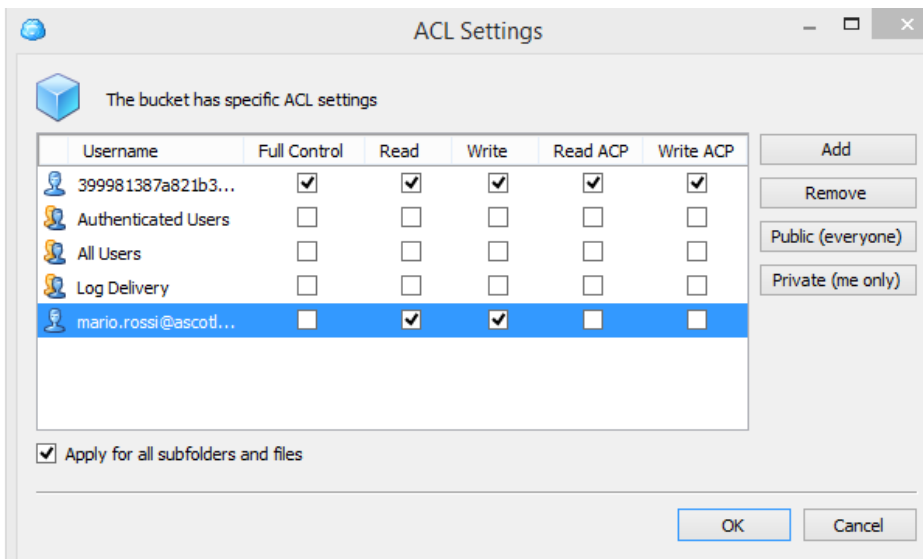 ACL Settings
The bucket has specific ACL settings
Username Full Control Read Write Read ACP Write ACP
399981387a821b3...
Authenticated Users
All Users
Log Delivery
mario.rossi@ascotl...
Add
Remove
Public (everyone)
Private (me only)
Apply for all subfolders and files
OK Cancel